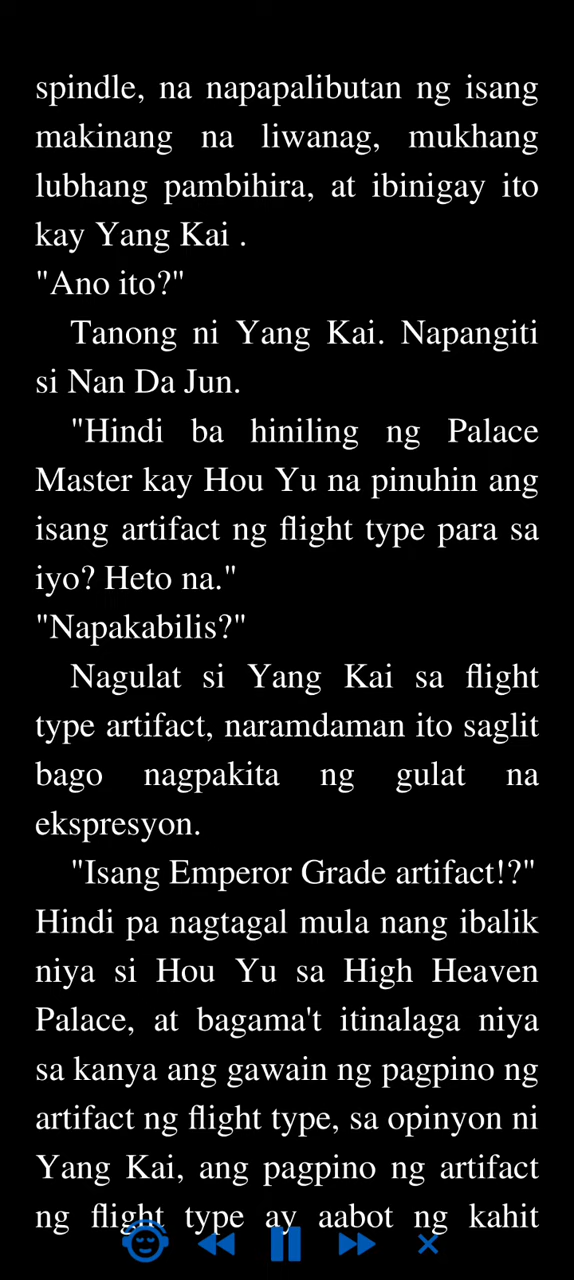 spindle, na napapalibutan ng isang
makinang na liwanag, mukhang
lubhang pambihira, at ibinigay ito
kay Yang Kai .
"Ano ito?"
Tanong ni Yang Kai. Napangiti
si Nan Da Jun.
"Hindi ba hiniling ng Palace
Master kay Hou Yu na pinuhin ang
isang artifact ng flight type para sa
iyo? Heto na."
"Napakabilis?"
Nagulat si Yang Kai sa flight
type artifact, naramdaman ito saglit
bago nagpakita ng gulat na
ekspresyon.
"Isang Emperor Grade artifact!?"
Hindi pa nagtagal mula nang ibalik
niya si Hou Yu sa High Heaven
Palace, at bagama't itinalaga niya
sa kanya ang gawain ng pagpino ng
artifact ng flight type, sa opinyon ni
Yang Kai, ang pagpino ng artifact
ng flight type ay aabot ng kahit